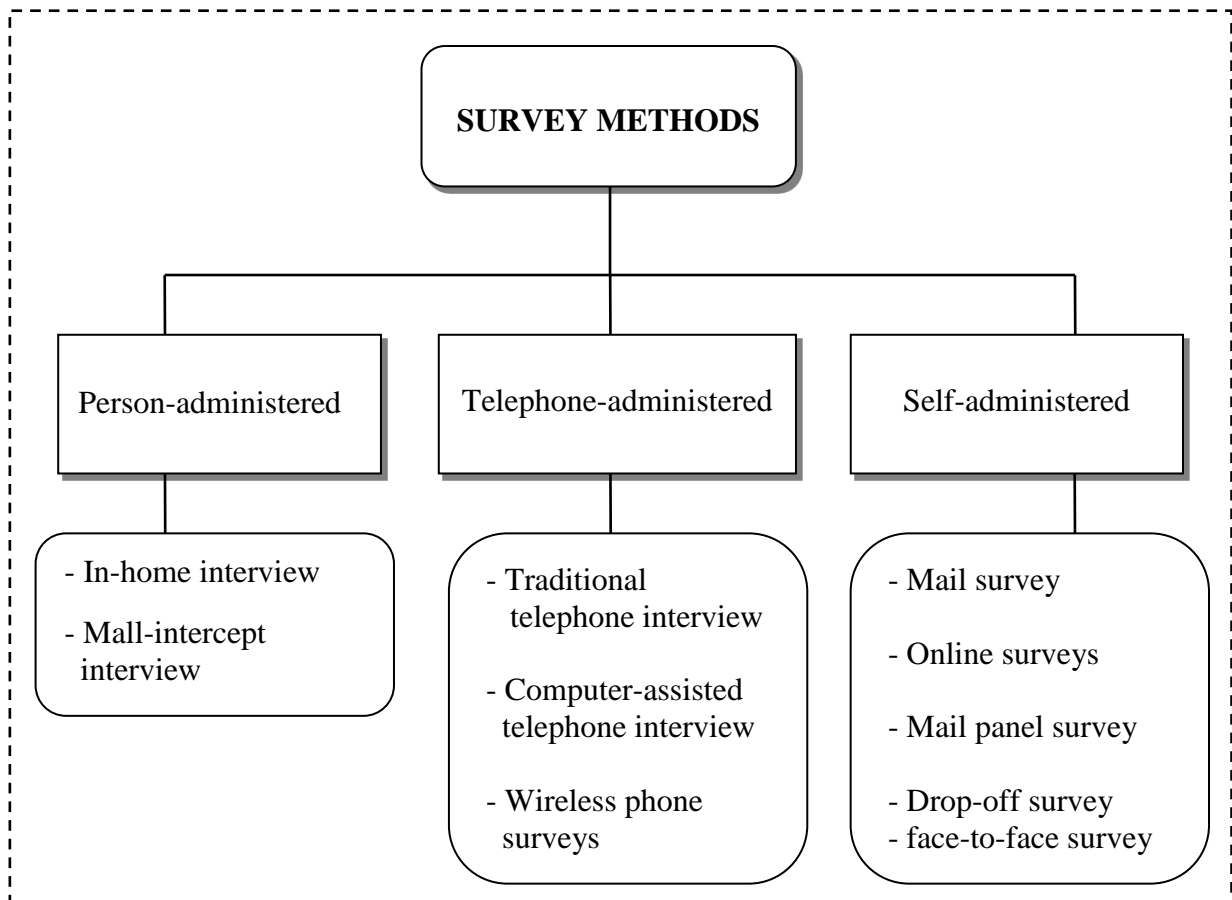 SURVEY METHODS
Person-administered
Telephone-administered
Self-administered
- In-home interview
- Mall-intercept
interview
- Traditional
telephone interview
- Computer-assisted
telephone interview
- Wireless phone
surveys
- Mail survey
- Online surveys
- Mail panel survey
- Drop-off survey
- face-to-face survey